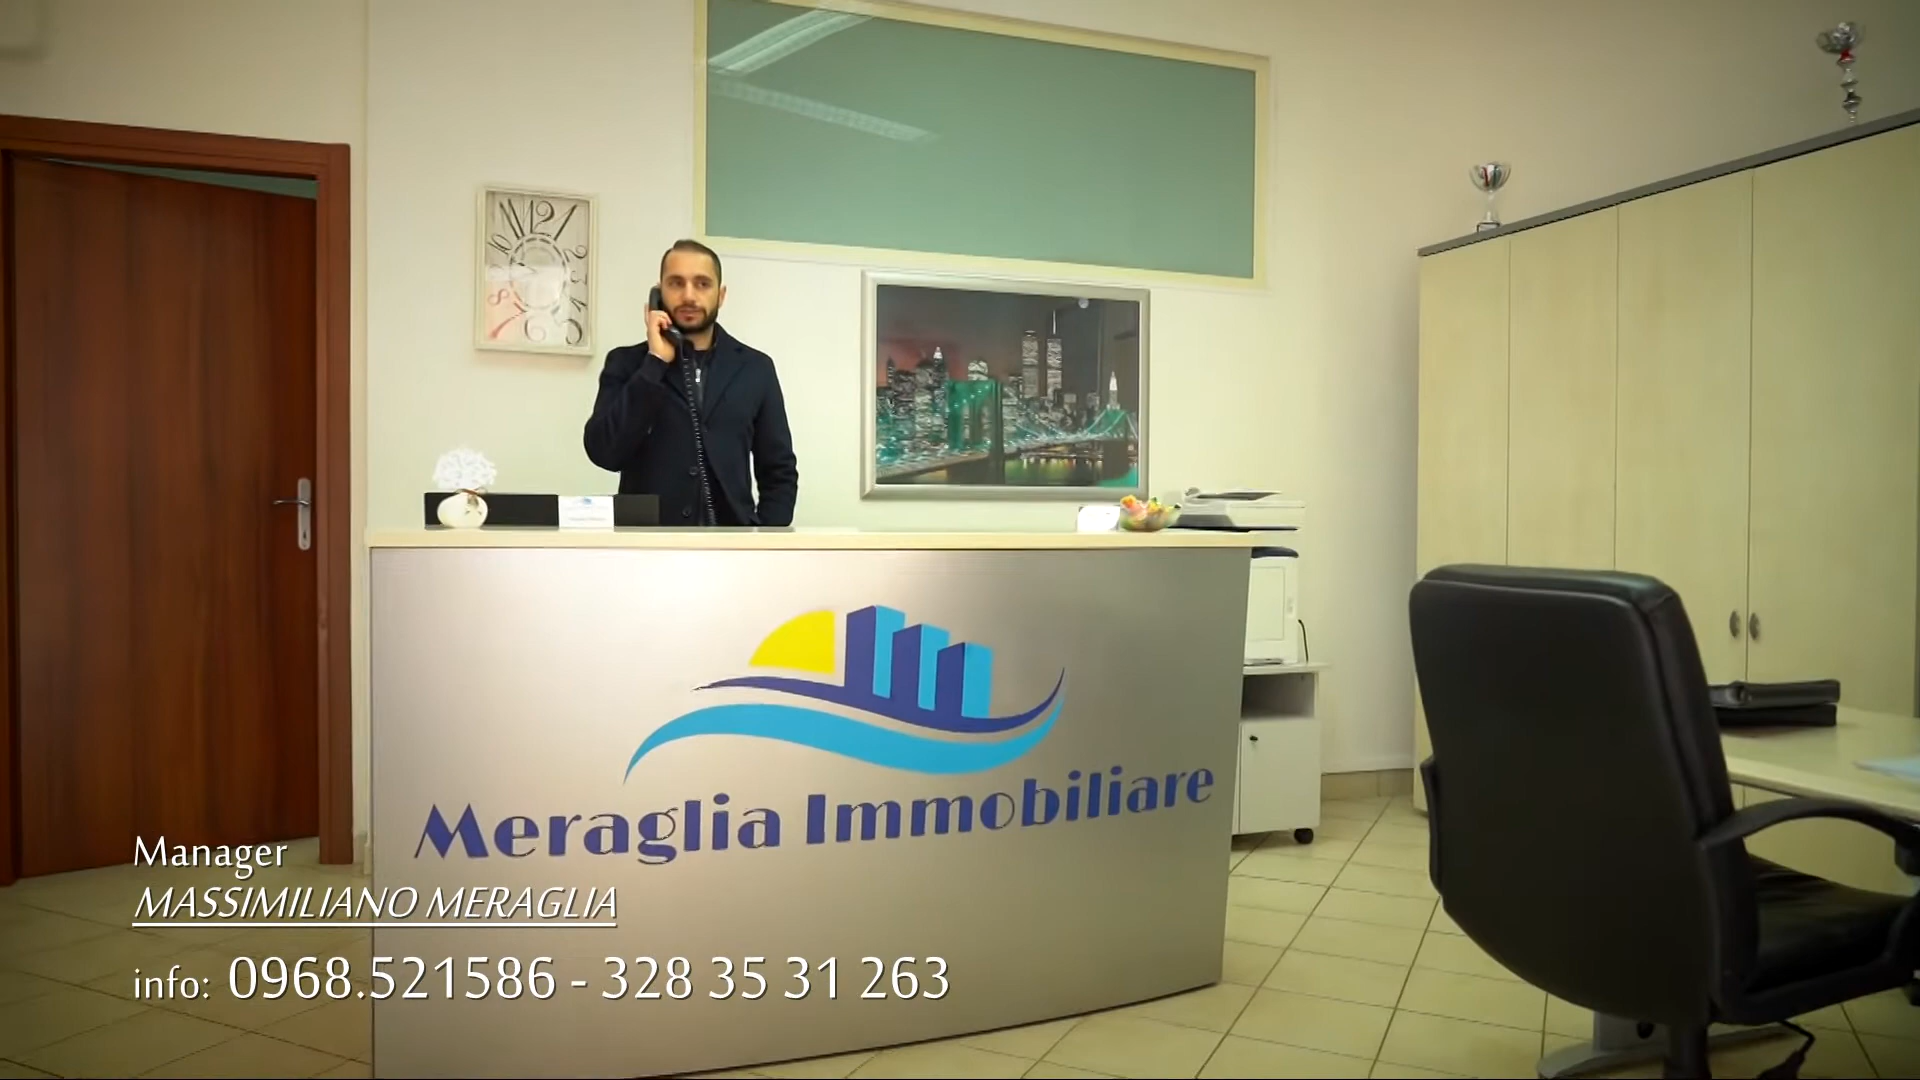 Meraglia Immobiliare
Manager
MASSIMILIANO MERAGLIA
info: 0968.521586 - 328 35 31 263